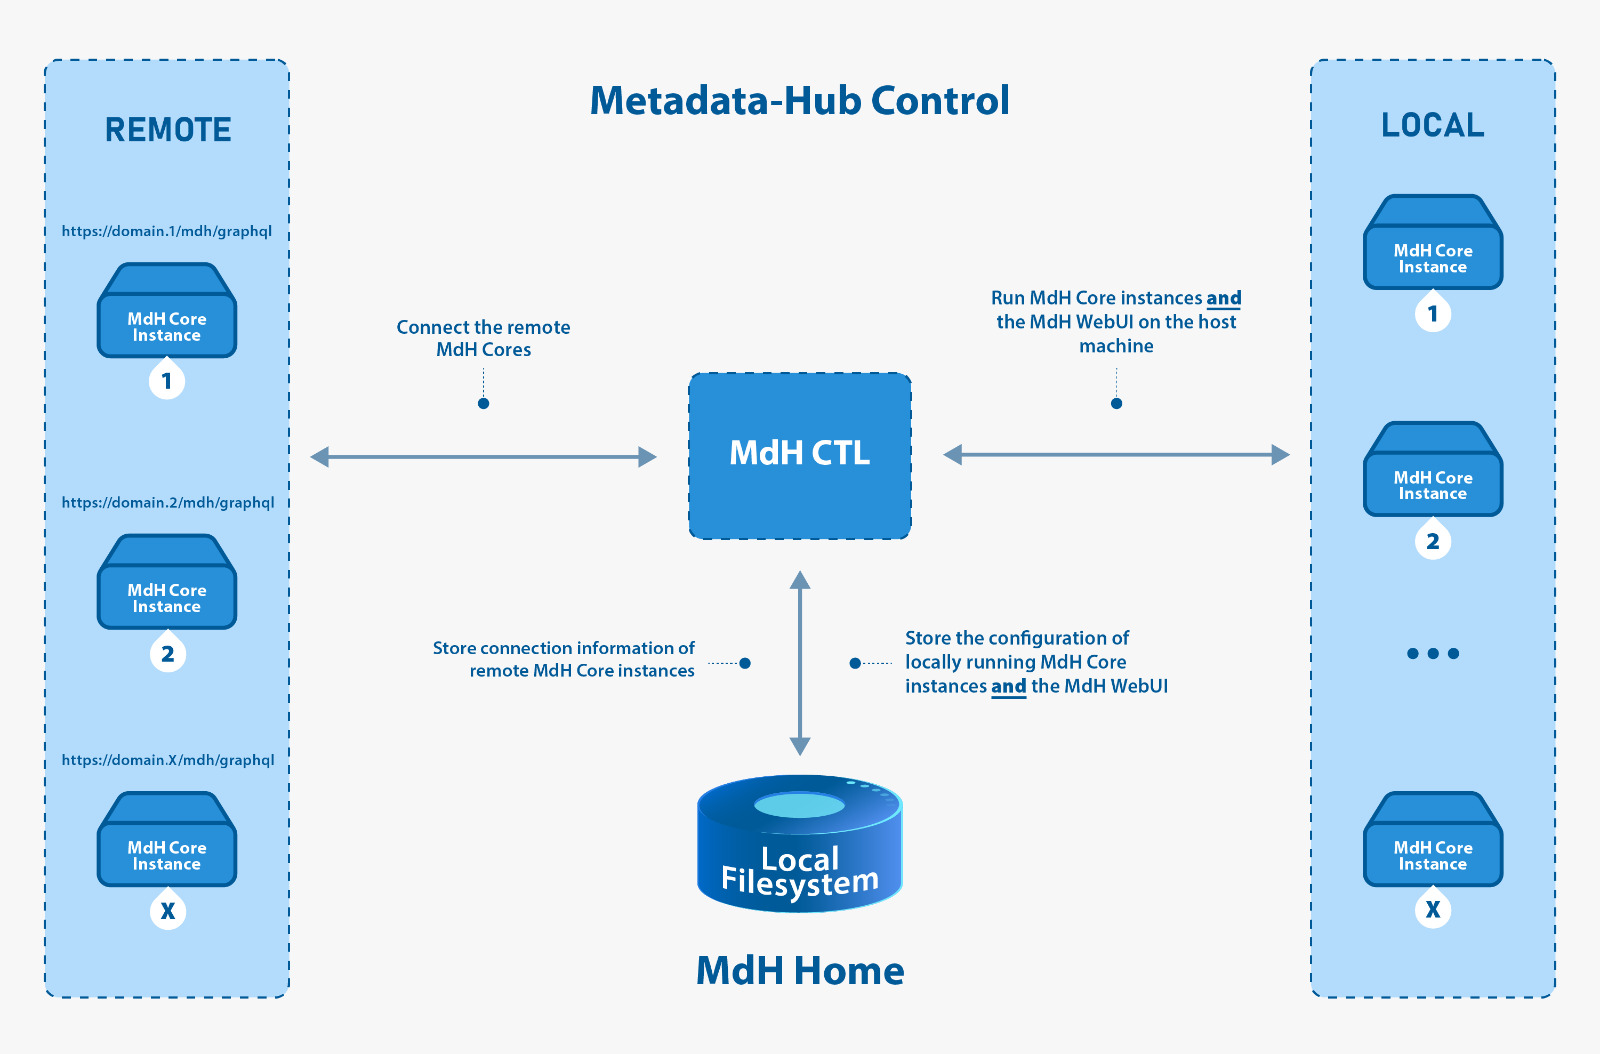 Metadata-Hub Control
REMOTE
https://domain.1/mdh/graphql
MdH Core
Instance
1
https://domain.2/mdh/graphql
MdH Core
Instance
2
https://domain.X/mdh/graphql
MdH Core
Instance
X
Connect the remote
MdH Cores
MdH CTL
Run MdH Core instances and
the MdH WebUI on the host
machine
Store connection information of
remote MdH Core instances
Store the configuration of
locally running MdH Core
instances and the MdH WebUI
Local
Filesystem
MdH Home
LOCAL
MdH Core
Instance
1
MdH Core
Instance
2
MdH Core
Instance
X